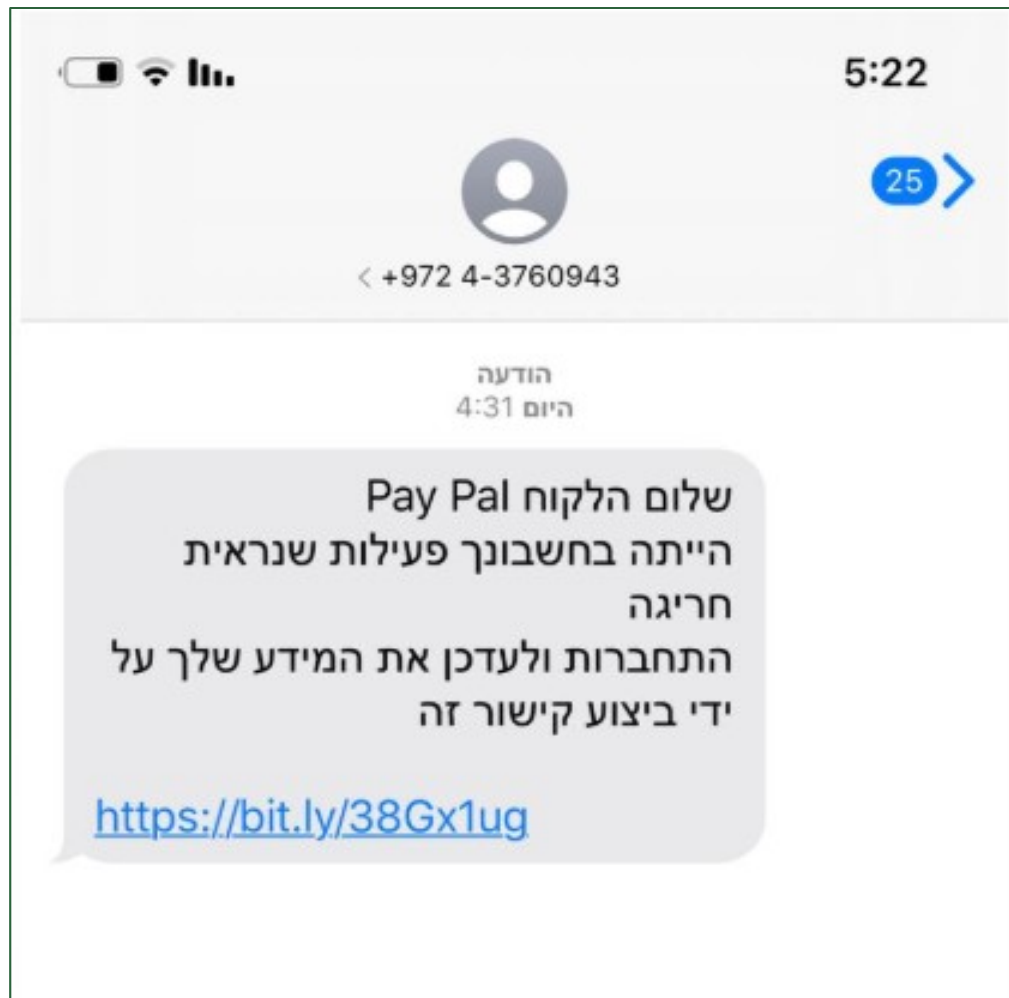 5:22
25
+972 4-3760943
הודעה
היום 4:31
שלום הלקוח Pay Pal
הייתה בחשבונך פעילות שנראית
חריגה
התחברות ולעדכן את המידע שלך על
ידי ביצוע קישור זה
https://bit.ly/38Gx1ug